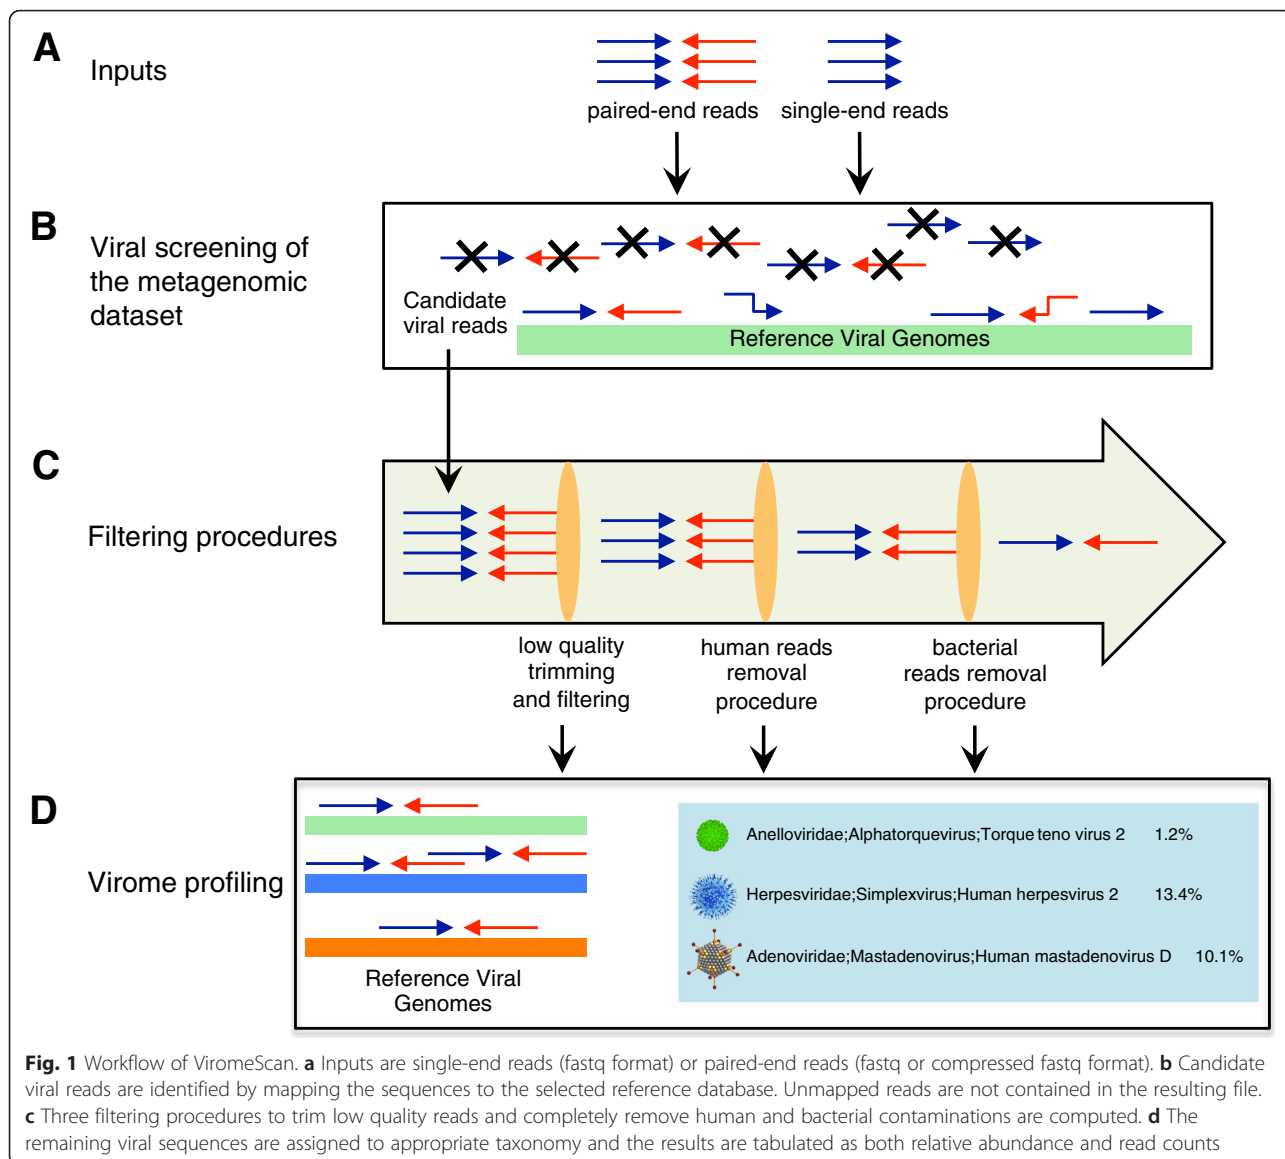 A
Inputs
paired-end reads
single-end reads
B
Viral screening of
the metagenomic
dataset
Candidate
viral reads
Reference Viral Genomes
C
Filtering procedures
low quality
trimming
and filtering
human reads
removal
procedure
bacterial
reads removal
procedure
D
Virome profiling
Reference Viral
Genomes
Anelloviridae;Alphatorquevirus;Torque teno virus 2 1.2%
Herpesviridae;Simplexvirus;Human herpesvirus 2 13.4%
Adenoviridae;Mastadenovirus;Human mastadenovirus D 10.1%
Fig. 1 Workflow of ViromeScan. a Inputs are single-end reads (fastq format) or paired-end reads (fastq or compressed fastq format). b Candidate
viral reads are identified by mapping the sequences to the selected reference database. Unmapped reads are not contained in the resulting file.
c Three filtering procedures to trim low quality reads and completely remove human and bacterial contaminations are computed. d The
remaining viral sequences are assigned to appropriate taxonomy and the results are tabulated as both relative abundance and read counts